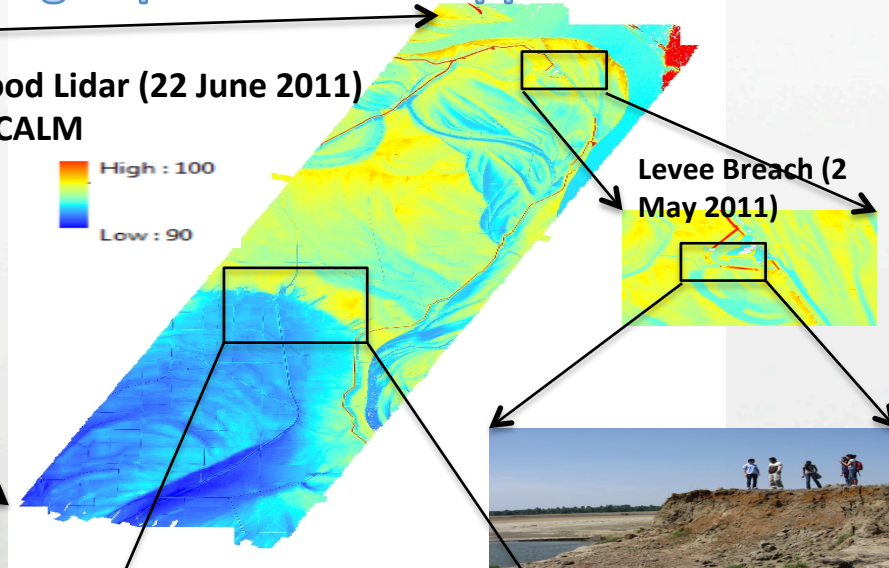 ood Lidar (22 June 2011)
CALM
High : 100
Low : 90
Levee Breach (2
May 2011)